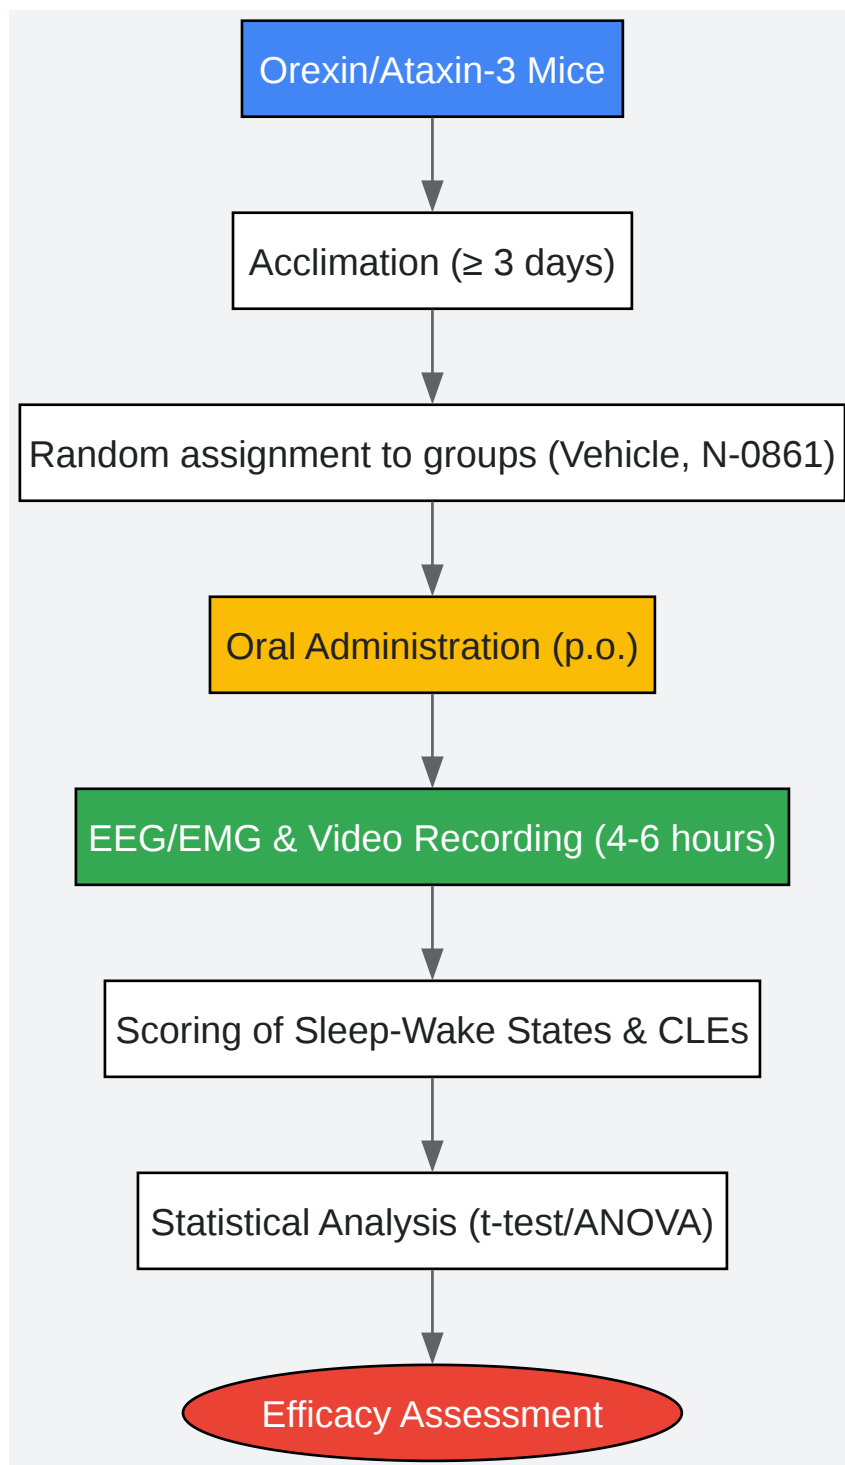 Orexin/Ataxin-3 Mice
Acclimation (≥ 3 days)
Random assignment to groups (Vehicle, N-0861)
Oral Administration (p.o.)
EEG/EMG & Video Recording (4-6 hours)
Scoring of Sleep-Wake States & CLEs
Statistical Analysis (t-test/ANOVA)
Efficacy Assessment